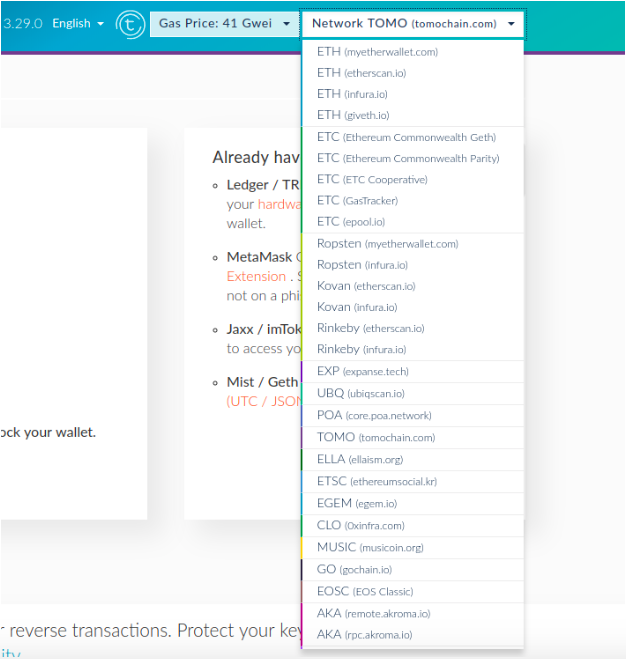 3.29.0 English
Gas Price: 41 Gwei
Network TOMO (tomochain.com)
ETH (myetherwallet.com)
ETH (etherscan.io)
ETH (infura.io)
ETH (giveth.io)
ETC (Ethereum Commonwealth Geth)
ETC (Ethereum Commonwealth Parity)
ETC (ETC Cooperative)
ETC (GasTracker)
ETC (epool.io)
Ropsten (myetherwallet.com)
Ropsten (infura.io)
Kovan (etherscan.io)
Kovan (infura.io)
Rinkeby (etherscan.io)
Rinkeby (infura.io)
EXP (expanse.tech)
UBQ (ubiqscan.io)
POA (core.poa.network)
TOMO (tomochain.com)
ELLA (ellaism.org)
ETSC (ethereumsocial.kr)
EGEM (egem.io)
CLO (0xinfra.com)
MUSIC (musicoin.org)
GO (gochain.io)
EOSC (EOS Classic)
AKA (remote.akroma.io)
AKA (rpc.akroma.io)
Already hav
Ledger / TR
your hardwa
wallet.
MetaMask
Extension . S
not on a phi
Jaxx / imTok
to access yo
Mist / Geth
(UTC / JSON
ock your wallet.
r reverse transactions. Protect your key
ity